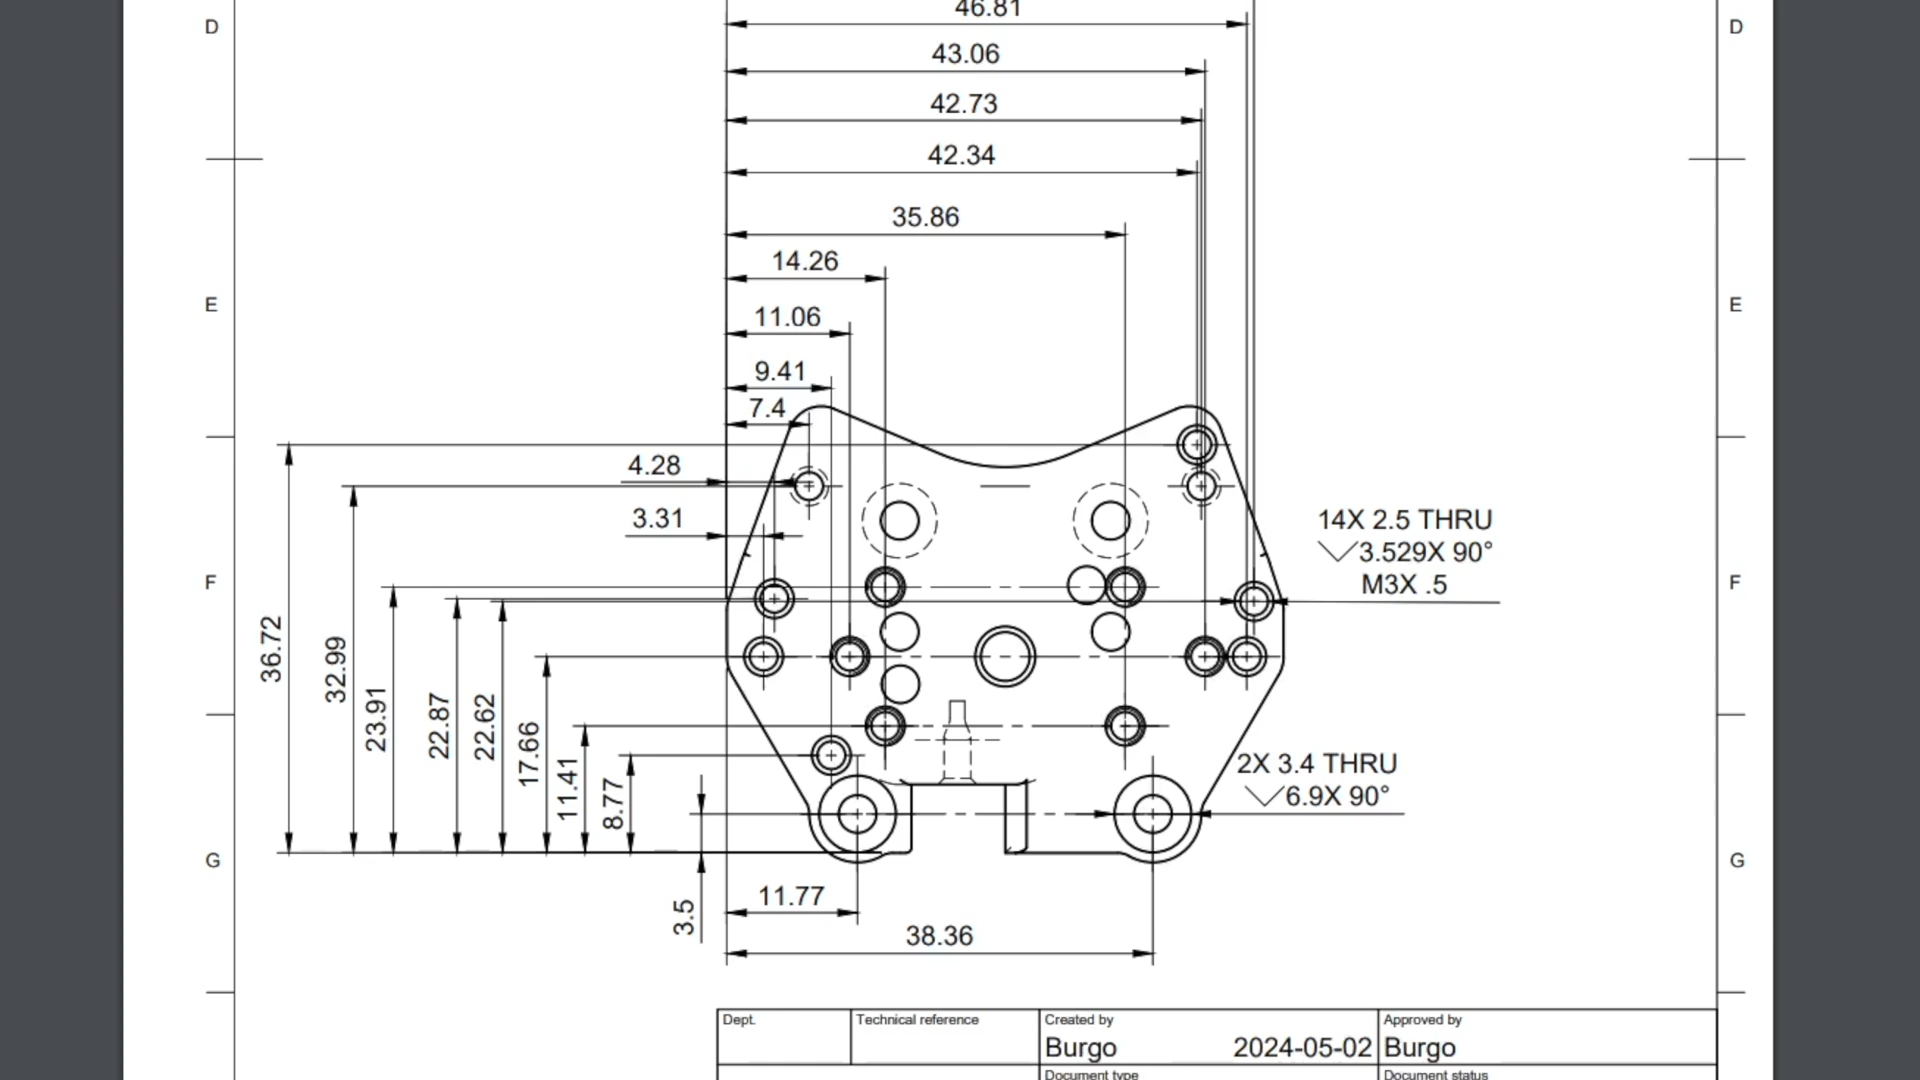 46.81
D
D
43.06
42.73
42.34
35.86
14.26
E
E
11.06
9.41
7.4
4.28
3.31
14X 2.5 THRU
3.529X 90°
M3X .5
F
F
36.72
32.99
23.91
22.87
22.62
17.66
11.41
8.77
2X 3.4 THRU
6.9X 90°
G
G
3.5
11.77
38.36
Dept.
Technical reference
Created by
Approved by
Burgo 2024-05-02
Burgo
Document type
Document status